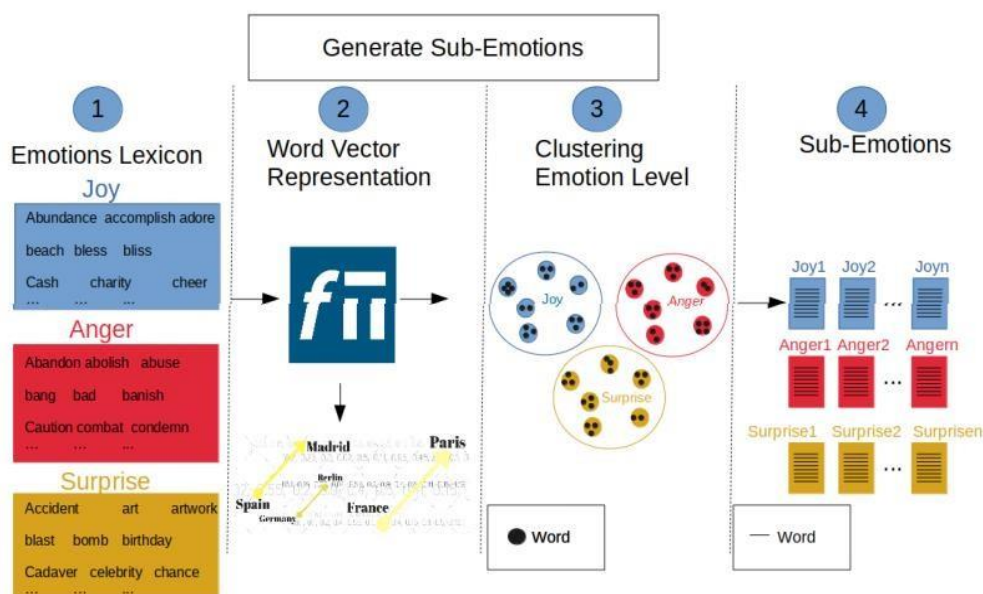 Generate Sub-Emotions
1
Emotions Lexicon
Joy
Abundance accomplish adore
beach bless bliss
Cash charity cheer
... ... ...
Anger
Abandon abolish abuse
bang bad banish
Caution combat condemn
... ... ...
Surprise
Accident art artwork
blast bomb birthday
Cadaver celebrity chance
... ... ...
2
Word Vector
Representation
Madrid
Paris
Berlin
Spain
France
Germany
3
Clustering
Emotion Level
Joy
Anger
Surprise
Word
4
Sub-Emotions
Joy1 Joy2 Joyn
...
Anger1 Anger2 Angern
...
Surprise1 Surprise2 Surprisen
...
Word